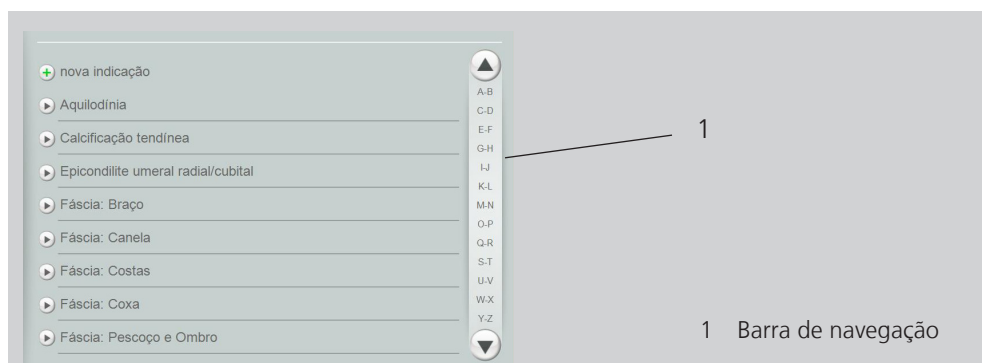 nova indicação
Aquilodínia
Calcificação tendínea
Epicondilite umeral radial/cubital
Fáscia: Braço
Fáscia: Canela
Fáscia: Costas
Fáscia: Coxa
Fáscia: Pescoço e Ombro
A-B
C-D
E-F
G-H
I-J
K-L
M-N
O-P
Q-R
S-T
U-V
W-X
Y-Z
1
1 Barra de navegação